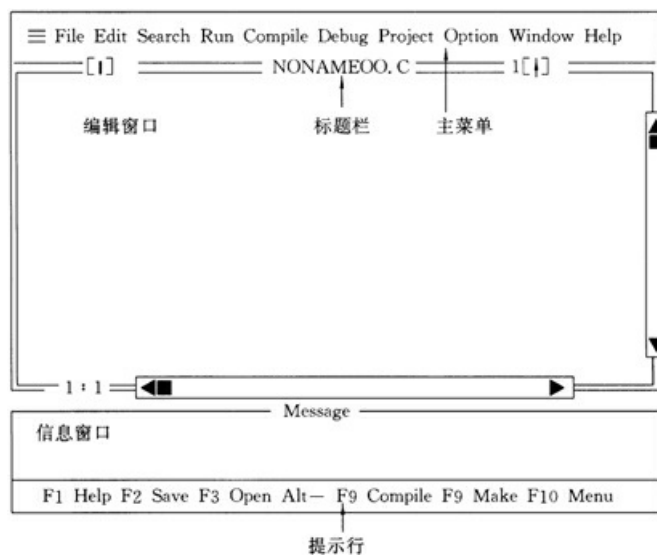 ≡ File Edit Search Run Compile Debug Project Option Window Help
[▮] NONAMEOO.C 1[↕]
编辑窗口 标题栏 主菜单
1:1
Message
信息窗口
F1 Help F2 Save F3 Open Alt— F9 Compile F9 Make F10 Menu
提示行